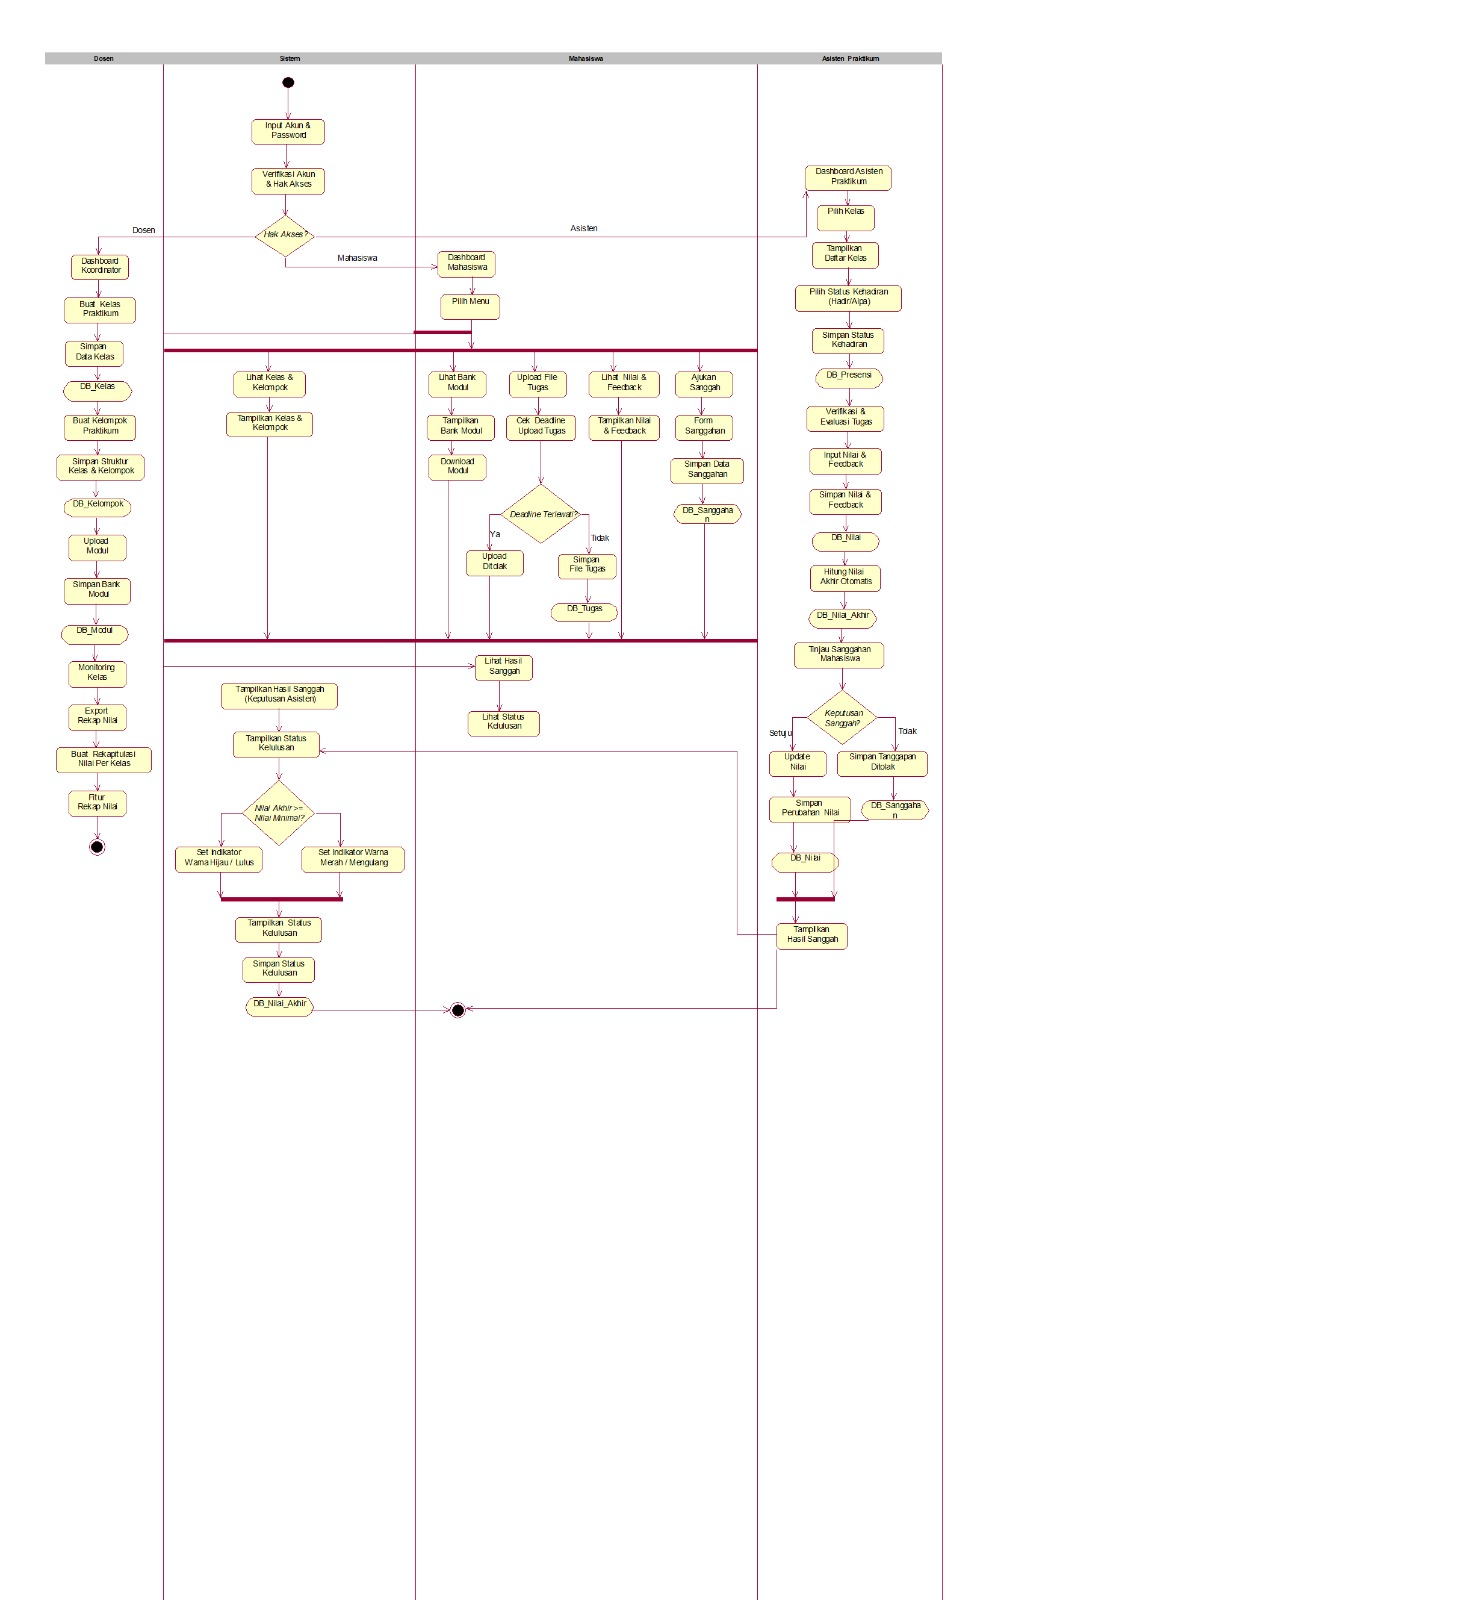 Dosen
Sistem
Mahasiswa
Asisten Praktikum
Input Akun &
Password
Verifikasi Akun
& Hak Akses
Hak Akses?
Dosen
Asisten
Mahasiswa
Dashboard
Koordinator
Buat Kelas
Praktikum
Simpan
Data Kelas
DB_Kelas
Buat Kelompok
Praktikum
Simpan Struktur
Kelas & Kelompok
DB_Kelompok
Upload
Modul
Simpan Bank
Modul
DB_Modul
Monitoring
Kelas
Export
Rekap Nilai
Buat Rekapitulasi
Nilai Per Kelas
Fitur
Rekap Nilai
Dashboard
Mahasiswa
Pilih Menu
Lihat Kelas &
Kelompok
Tampilkan Kelas &
Kelompok
Lihat Bank
Modul
Tampilkan
Bank Modul
Download
Modul
Upload File
Tugas
Cek Deadline
Upload Tugas
Deadline Terlewati?
Ya
Tidak
Upload
Ditolak
Simpan
File Tugas
DB_Tugas
Lihat Nilai &
Feedback
Tampilkan Nilai
& Feedback
Ajukan
Sanggah
Form
Sanggahan
Simpan Data
Sanggahan
DB_Sanggaha
n
Lihat Hasil
Sanggah
Lihat Status
Kelulusan
Tampilkan Hasil Sanggah
(Keputusan Asisten)
Tampilkan Status
Kelulusan
Nilai Akhir >=
Nilai Minimal?
Set Indikator
Warna Hijau / Lulus
Set Indikator Warna
Merah / Mengulang
Tampilkan Status
Kelulusan
Simpan Status
Kelulusan
DB_Nilai_Akhir
Dashboard Asisten
Praktikum
Pilih Kelas
Tampilkan
Daftar Kelas
Pilih Status Kehadiran
(Hadir/Alpa)
Simpan Status
Kehadiran
DB_Presensi
Verifikasi &
Evaluasi Tugas
Input Nilai &
Feedback
Simpan Nilai &
Feedback
DB_Nilai
Hitung Nilai
Akhir Otomatis
DB_Nilai_Akhir
Tinjau Sanggahan
Mahasiswa
Keputusan
Sanggah?
Setuju
Tolak
Update
Nilai
Simpan Tanggapan
Ditolak
Simpan
Perubahan Nilai
DB_Sanggaha
n
DB_Nilai
Tampilkan
Hasil Sanggah